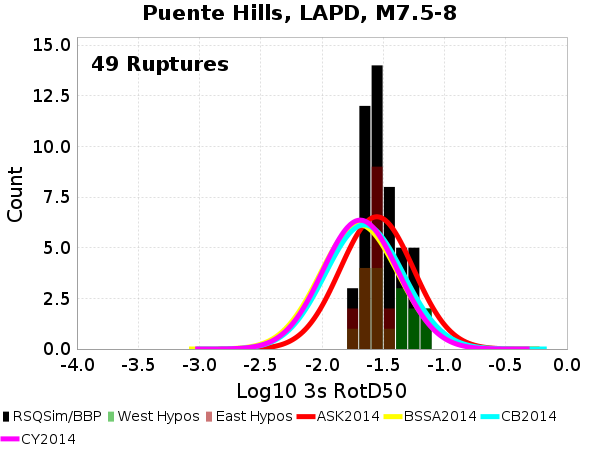 Puente Hills, LAPD, M7.5-8
49 Ruptures
Count
15.0
12.5
10.0
7.5
5.0
2.5
0.0
-4.0 -3.5 -3.0 -2.5 -2.0 -1.5 -1.0 -0.5 0.0
Log10 3s RotD50
RSQSim/BBP West Hypos East Hypos ASK2014 BSSA2014 CB2014
CY2014